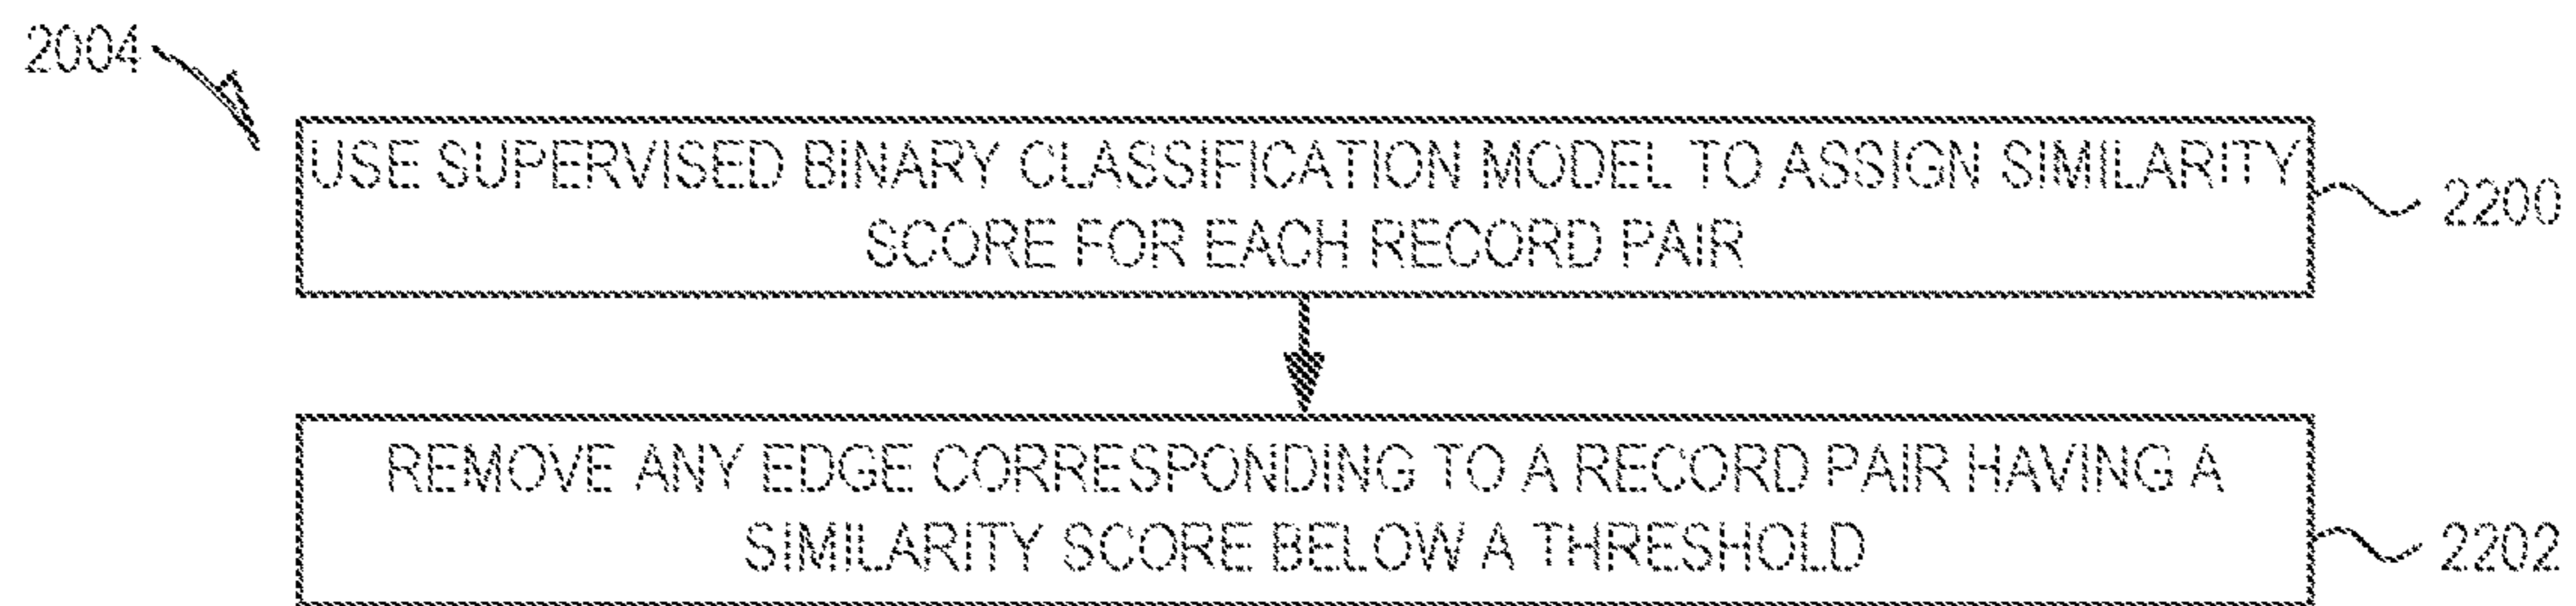 2004
USE SUPERVISED BINARY CLASSIFICATION MODEL TO ASSIGN SIMILARITY
SCORE FOR EACH RECORD PAIR
2200
REMOVE ANY EDGE CORRESPONDING TO A RECORD PAIR HAVING A
SIMILARITY SCORE BELOW A THRESHOLD
2202